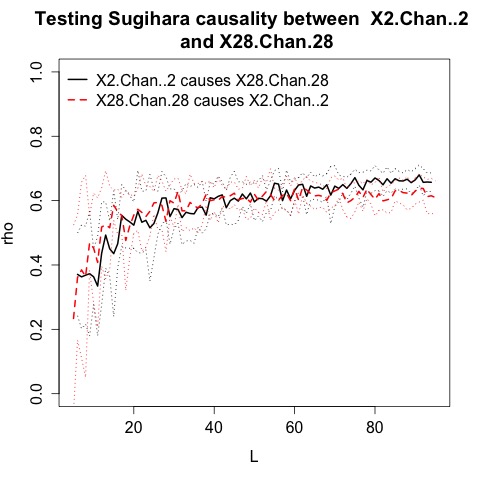 Testing Sugihara causality between  X2.Chan..2
and X28.Chan.28
X2.Chan..2 causes X28.Chan.28
X28.Chan.28 causes X2.Chan..2
1.0
0.8
0.6
0.4
0.2
0.0
rho
20 40 60 80
L